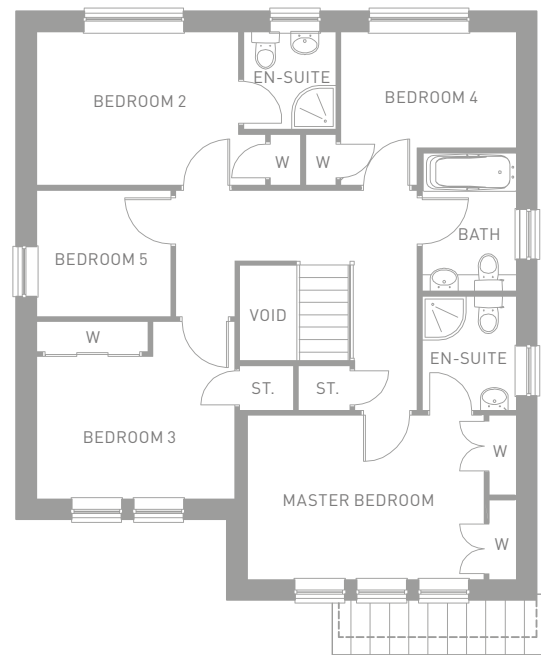 EN-SUITE
BEDROOM 2
BEDROOM 4
W
W
BATH
BEDROOM 5
VOID
W
EN-SUITE
ST.
ST.
BEDROOM 3
W
MASTER BEDROOM
W